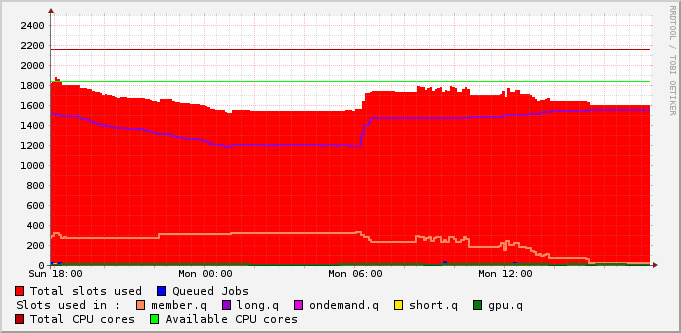 2400
2200
2000
1800
1600
1400
1200
1000
800
600
400
200
0
Sun 18:00 Mon 00:00 Mon 06:00 Mon 12:00
Total slots used Queued Jobs
Slots used in : member.q long.q ondemand.q short.q gpu.q
Total CPU cores Available CPU cores
RRDTOOL / TOBI OETIKER